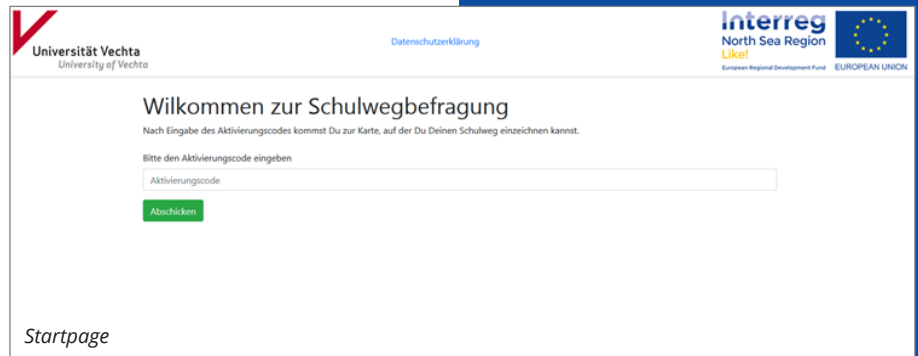 Universität Vechta
University of Vechta
Datenschutzerklärung
Interreg
North Sea Region
Like!
European Regional Development Fund
EUROPEAN UNION
Wilkommen zur Schulwegbefragung
Nach Eingabe des Aktivierungscodes kommst Du zur Karte, auf der Du Deinen Schulweg einzeichnen kannst.
Bitte den Aktivierungscode eingeben
Aktivierungscode
Abschicken
Startpage